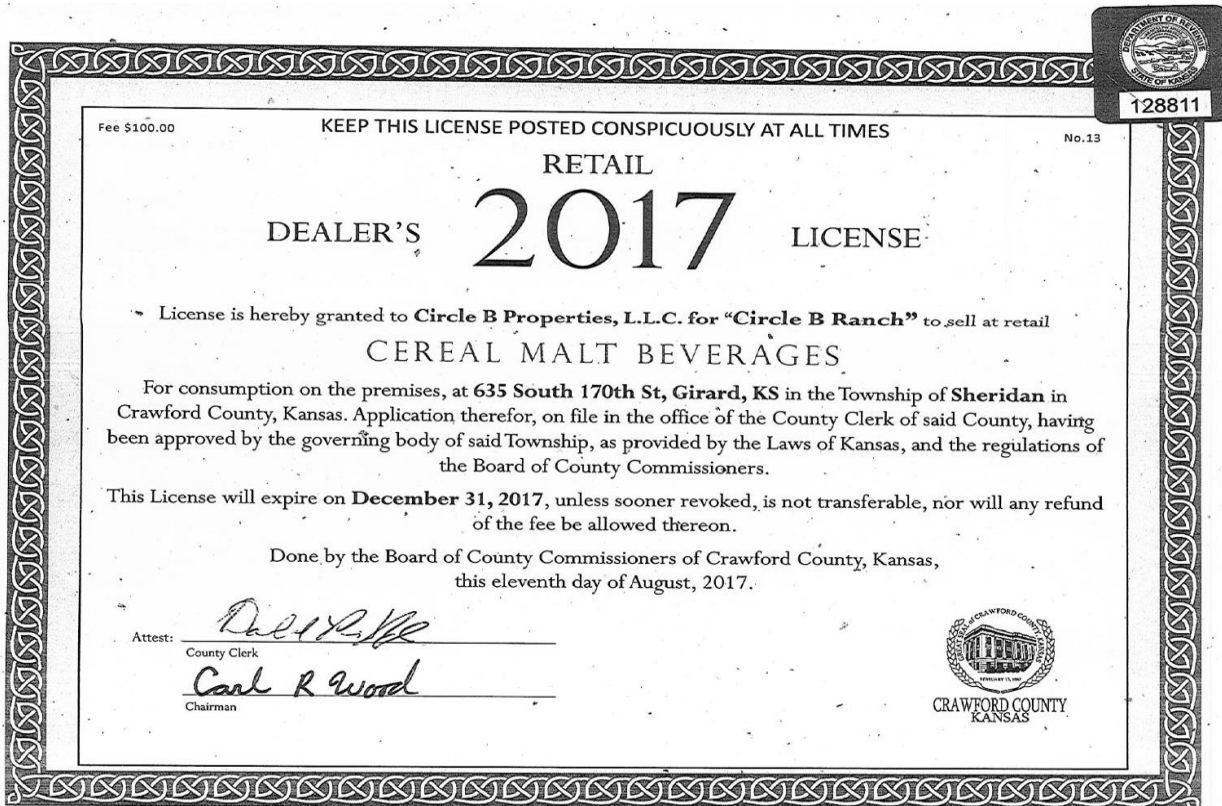 DEPARTMENT OF REVENUE
STATE OF KANSAS
128811
Fee $100.00
KEEP THIS LICENSE POSTED CONSPICUOUSLY AT ALL TIMES
No.13
RETAIL
DEALER'S 2017 LICENSE
License is hereby granted to Circle B Properties, L.L.C. for “Circle B Ranch” to sell at retail
CEREAL MALT BEVERAGES
For consumption on the premises, at 635 South 170th St, Girard, KS in the Township of Sheridan in
Crawford County, Kansas. Application therefor, on file in the office of the County Clerk of said County, having
been approved by the governing body of said Township, as provided by the Laws of Kansas, and the regulations of
the Board of County Commissioners.
This License will expire on December 31, 2017, unless sooner revoked, is not transferable, nor will any refund
of the fee be allowed thereon.
Done by the Board of County Commissioners of Crawford County, Kansas,
this eleventh day of August, 2017.
Attest:
County Clerk
Carl R Wood
Chairman
GREAT SEAL of CRAWFORD COUNTY, KANSAS
CRAWFORD COUNTY
KANSAS